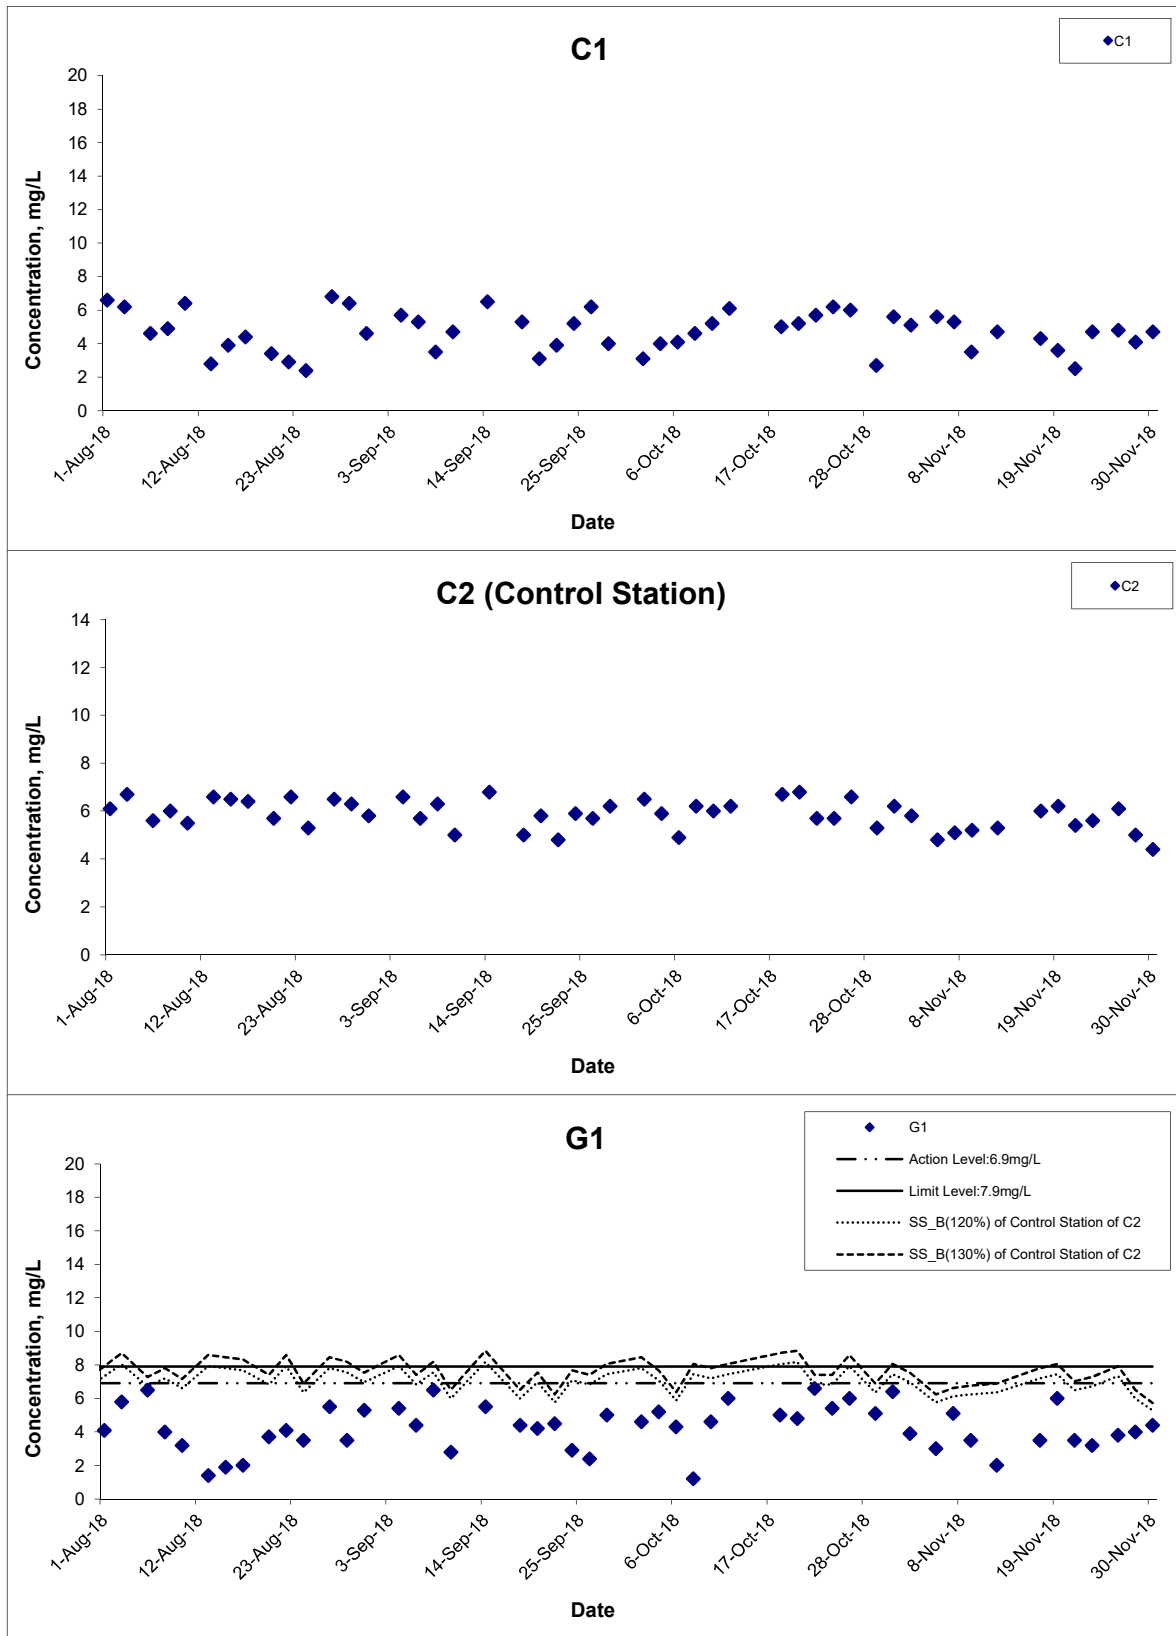 C1
C1
20
18
16
14
12
10
8
6
4
2
0
Concentration, mg/L
1-Aug-18
12-Aug-18
23-Aug-18
3-Sep-18
14-Sep-18
25-Sep-18
6-Oct-18
17-Oct-18
28-Oct-18
8-Nov-18
19-Nov-18
30-Nov-18
Date
C2 (Control Station)
C2
14
12
10
8
6
4
2
0
Concentration, mg/L
1-Aug-18
12-Aug-18
23-Aug-18
3-Sep-18
14-Sep-18
25-Sep-18
6-Oct-18
17-Oct-18
28-Oct-18
8-Nov-18
19-Nov-18
30-Nov-18
Date
G1
G1
Action Level:6.9mg/L
Limit Level:7.9mg/L
SS_B(120%) of Control Station of C2
SS_B(130%) of Control Station of C2
20
18
16
14
12
10
8
6
4
2
0
Concentration, mg/L
1-Aug-18
12-Aug-18
23-Aug-18
3-Sep-18
14-Sep-18
25-Sep-18
6-Oct-18
17-Oct-18
28-Oct-18
8-Nov-18
19-Nov-18
30-Nov-18
Date